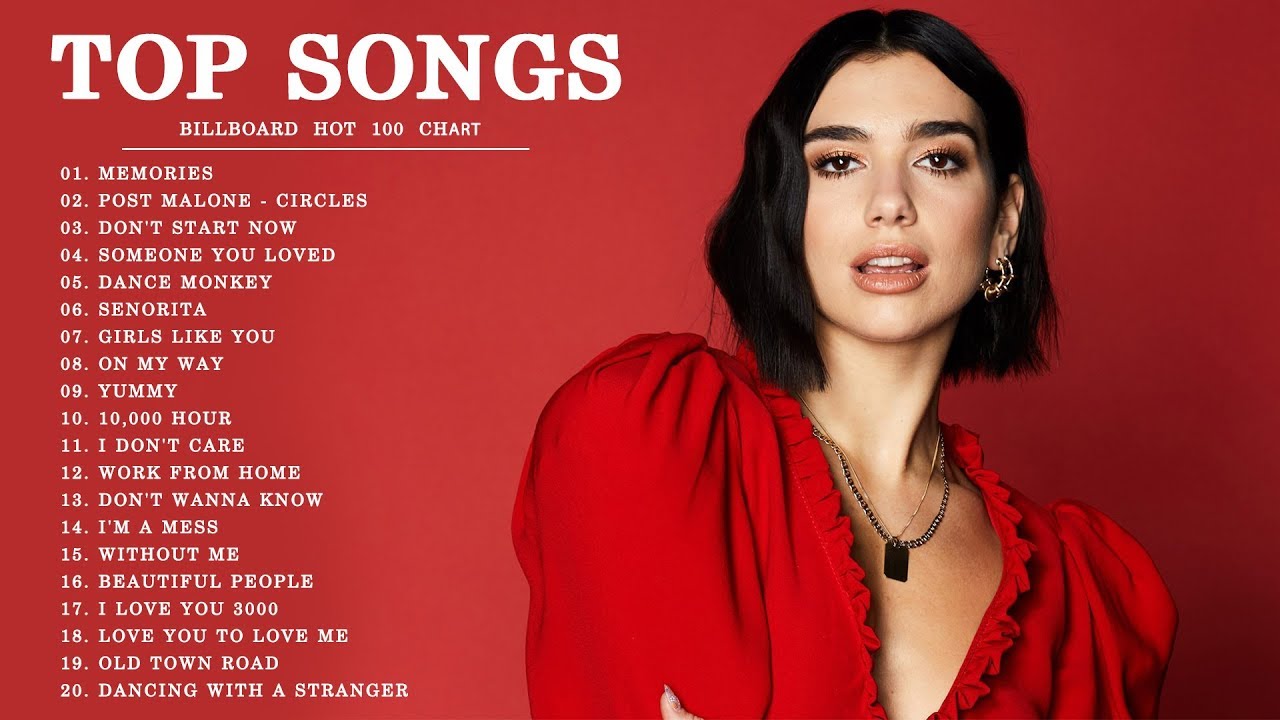 TOP SONGS
BILLBOARD HOT 100 CHART
01. MEMORIES
02. POST MALONE - CIRCLES
03. DON'T START NOW
04. SOMEONE YOU LOVED
05. DANCE MONKEY
06. SENORITA
07. GIRLS LIKE YOU
08. ON MY WAY
09. YUMMY
10. 10,000 HOUR
11. I DON'T CARE
12. WORK FROM HOME
13. DON'T WANNA KNOW
14. I'M A MESS
15. WITHOUT ME
16. BEAUTIFUL PEOPLE
17. I LOVE YOU 3000
18. LOVE YOU TO LOVE ME
19. OLD TOWN ROAD
20. DANCING WITH A STRANGER